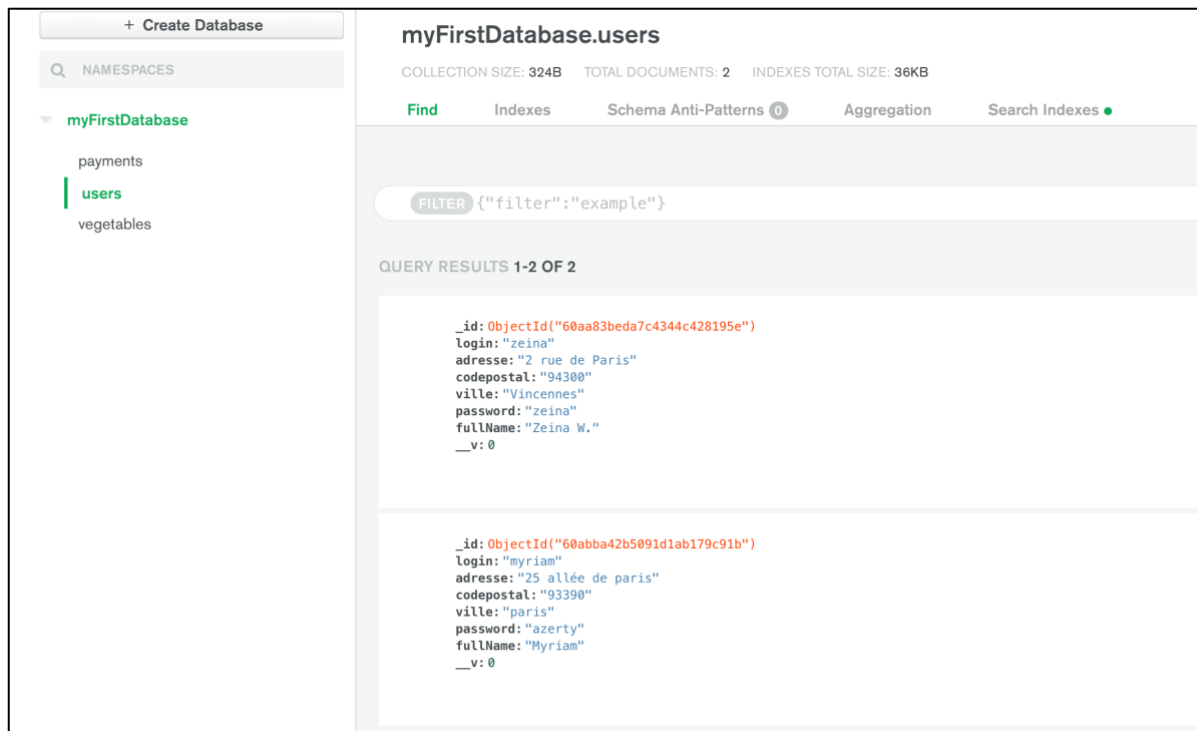 + Create Database
NAMESPACES
myFirstDatabase
payments
users
vegetables
myFirstDatabase.users
COLLECTION SIZE: 324B TOTAL DOCUMENTS: 2 INDEXES TOTAL SIZE: 36KB
Find Indexes Schema Anti-Patterns 0 Aggregation Search Indexes
FILTER {"filter":"example"}
QUERY RESULTS 1-2 OF 2
_id: ObjectId("60aa83beda7c4344c428195e")
login: "zeina"
adresse: "2 rue de Paris"
codepostal: "94300"
ville: "Vincennes"
password: "zeina"
fullName: "Zeina W."
__v: 0
_id: ObjectId("60abba42b5091d1ab179c91b")
login: "myriam"
adresse: "25 allée de paris"
codepostal: "93390"
ville: "paris"
password: "azerty"
fullName: "Myriam"
__v: 0